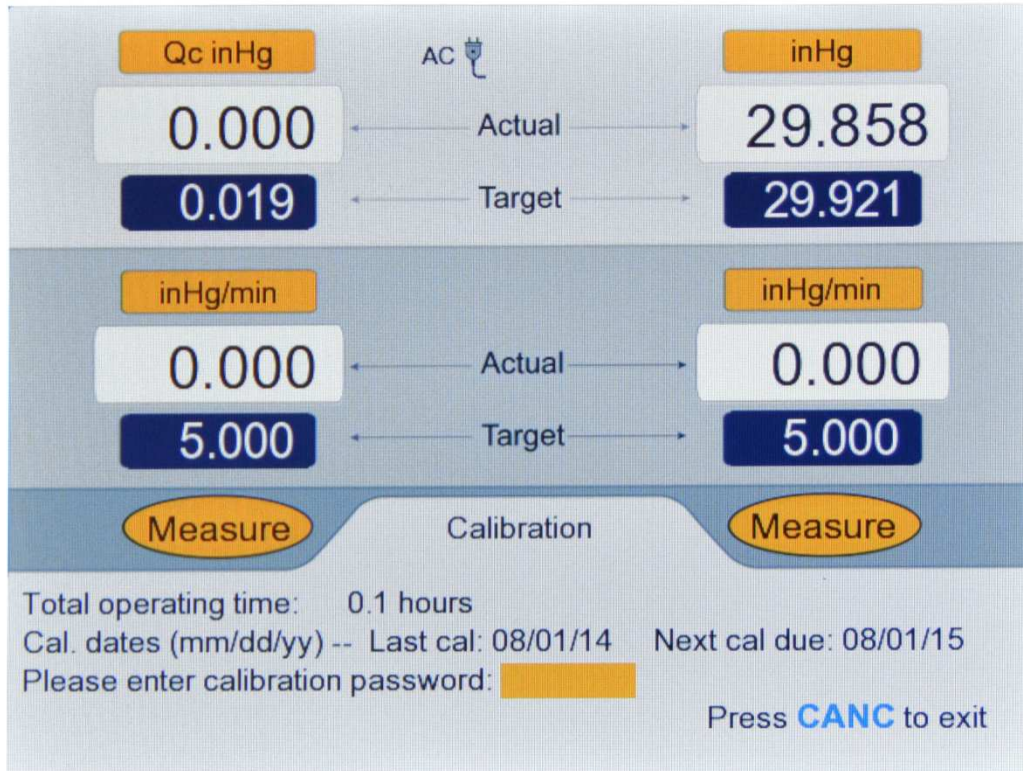 Qc inHg AC inHg
0.000 Actual 29.858
0.019 Target 29.921
inHg/min inHg/min
0.000 Actual 0.000
5.000 Target 5.000
Measure Calibration Measure
Total operating time: 0.1 hours
Cal. dates (mm/dd/yy) -- Last cal: 08/01/14 Next cal due: 08/01/15
Please enter calibration password:
Press CANC to exit